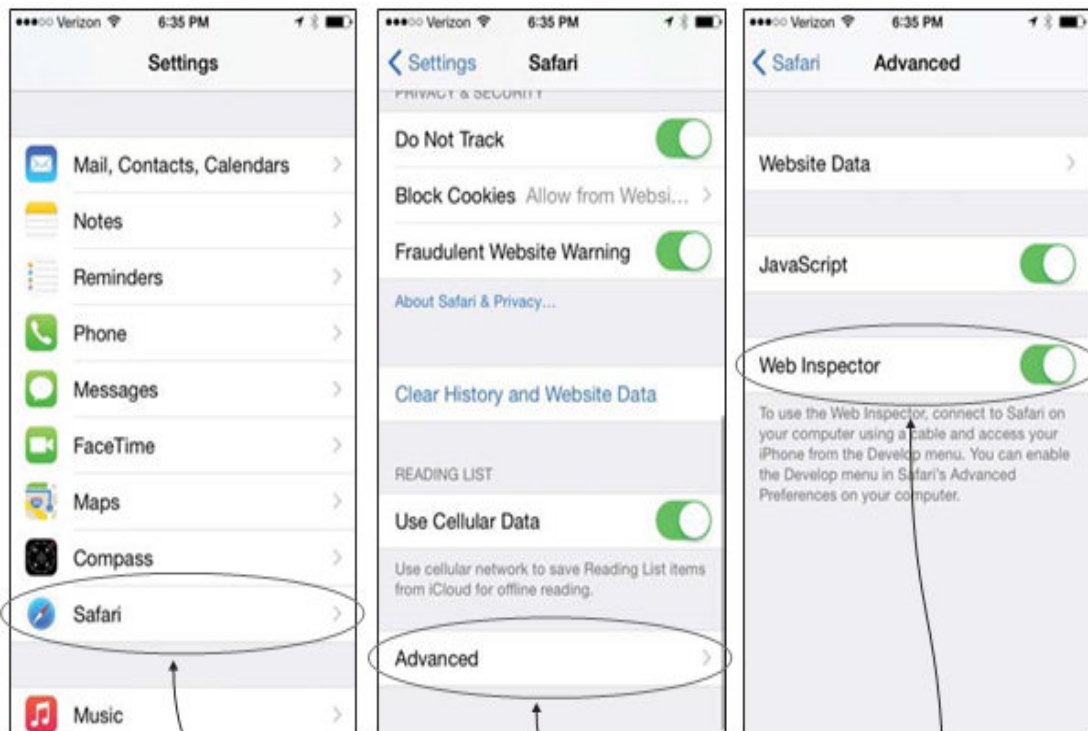 Verizon 6:35 PM
Settings
Mail, Contacts, Calendars
Notes
Reminders
Phone
Messages
FaceTime
Maps
Compass
Safari
Music
Verizon 6:35 PM
Settings Safari
PRIVACY & SECURITY
Do Not Track
Block Cookies Allow from Websi...
Fraudulent Website Warning
About Safari & Privacy...
Clear History and Website Data
READING LIST
Use Cellular Data
Use cellular network to save Reading List items
from iCloud for offline reading.
Advanced
Verizon 6:35 PM
Safari Advanced
Website Data
JavaScript
Web Inspector
To use the Web Inspector, connect to Safari on
your computer using a cable and access your
iPhone from the Develop menu. You can enable
the Develop menu in Safari's Advanced
Preferences on your computer.